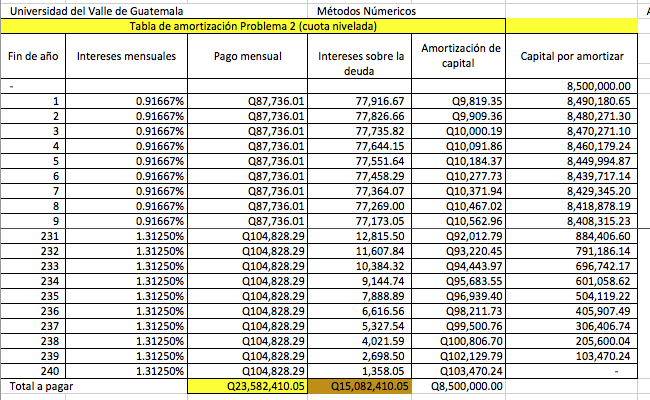 Universidad del Valle de Guatemala Métodos Númericos
Tabla de amortización Problema 2 (cuota nivelada)
Fin de año Intereses mensuales Pago mensual Intereses sobre la deuda Amortización de capital Capital por amortizar
- 8,500,000.00
1 0.91667% Q87,736.01 77,916.67 Q9,819.35 8,490,180.65
2 0.91667% Q87,736.01 77,826.66 Q9,909.36 8,480,271.30
3 0.91667% Q87,736.01 77,735.82 Q10,000.19 8,470,271.10
4 0.91667% Q87,736.01 77,644.15 Q10,091.86 8,460,179.24
5 0.91667% Q87,736.01 77,551.64 Q10,184.37 8,449,994.87
6 0.91667% Q87,736.01 77,458.29 Q10,277.73 8,439,717.14
7 0.91667% Q87,736.01 77,364.07 Q10,371.94 8,429,345.20
8 0.91667% Q87,736.01 77,269.00 Q10,467.02 8,418,878.19
9 0.91667% Q87,736.01 77,173.05 Q10,562.96 8,408,315.23
231 1.31250% Q104,828.29 12,815.50 Q92,012.79 884,406.60
232 1.31250% Q104,828.29 11,607.84 Q93,220.45 791,186.14
233 1.31250% Q104,828.29 10,384.32 Q94,443.97 696,742.17
234 1.31250% Q104,828.29 9,144.74 Q95,683.55 601,058.62
235 1.31250% Q104,828.29 7,888.89 Q96,939.40 504,119.22
236 1.31250% Q104,828.29 6,616.56 Q98,211.73 405,907.49
237 1.31250% Q104,828.29 5,327.54 Q99,500.76 306,406.74
238 1.31250% Q104,828.29 4,021.59 Q100,806.70 205,600.04
239 1.31250% Q104,828.29 2,698.50 Q102,129.79 103,470.24
240 1.31250% Q104,828.29 1,358.05 Q103,470.24 -
Total a pagar Q23,582,410.05 Q15,082,410.05 Q8,500,000.00